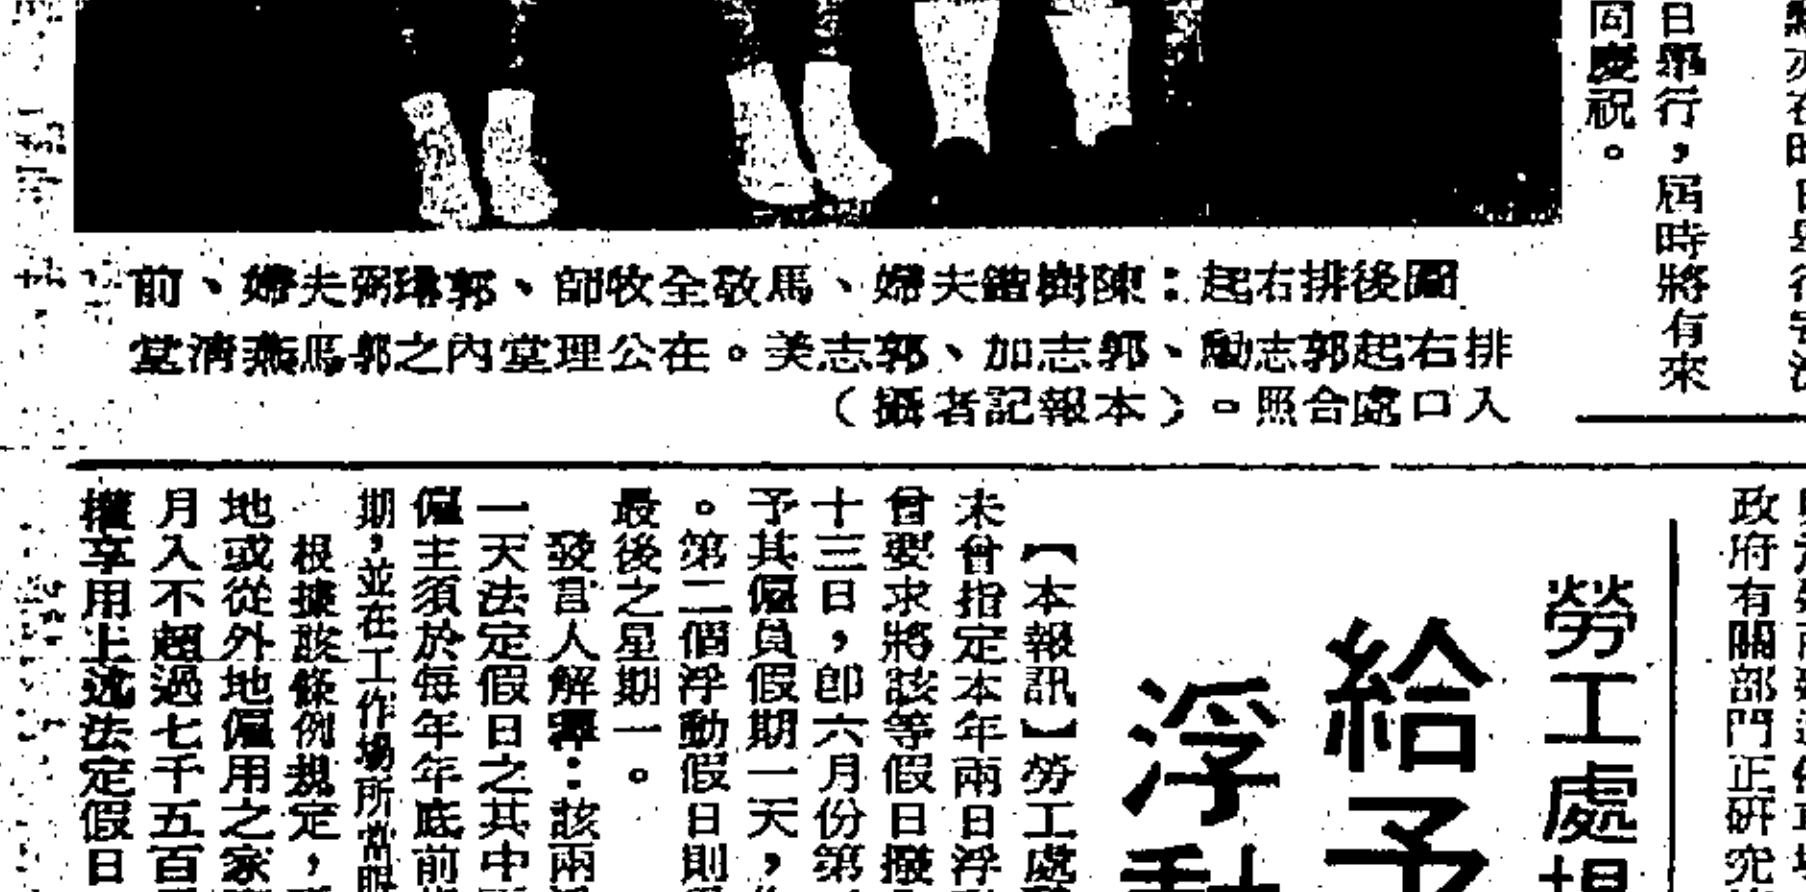 日舉行，屆時將有來
同慶祝。
圖後排右起：陳樹鍇夫婦、馬敬全牧師、郭琳弼夫婦、前
排右起郭志勵、郭志加、郭志美。在公理堂內之郭馬燕清堂
入口處合照。（本報記者攝）
政府有關部門正研究
勞工處
給予
浮動
【本報訊】勞工處
未曾指定本年兩日浮
曾要求將該等假日撥
十三日，卽六月份第
予其僱員假期一天，
。第二個浮動假日則
最後之星期一。
發言人解釋：該兩
一天法定假日之其中
僱主須於每年年底前
期，並在工作場所當眼
根據該條例規定，
地或從外地僱用之家
月入不超過七千五百
權享用上述法定假日